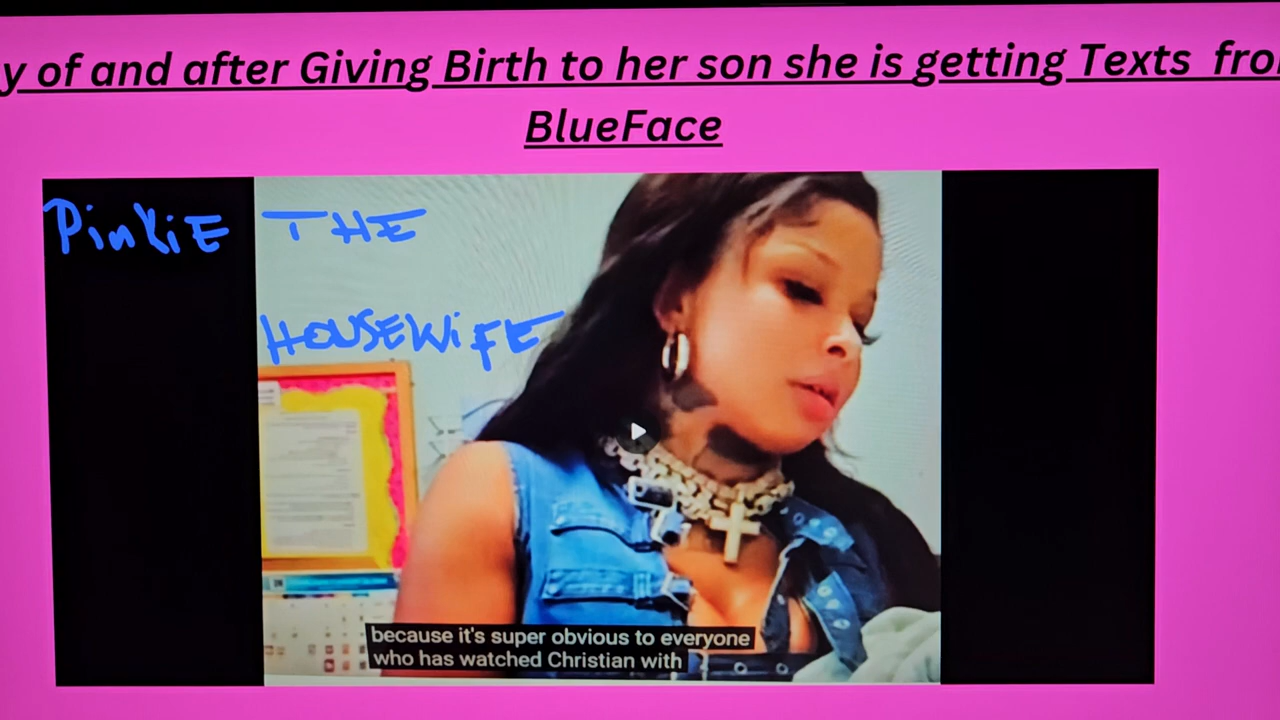 y of and after Giving Birth to her son she is getting Texts fro
BlueFace
PinkiE THE
HOUSEWiFE
because it's super obvious to everyone
who has watched Christian with